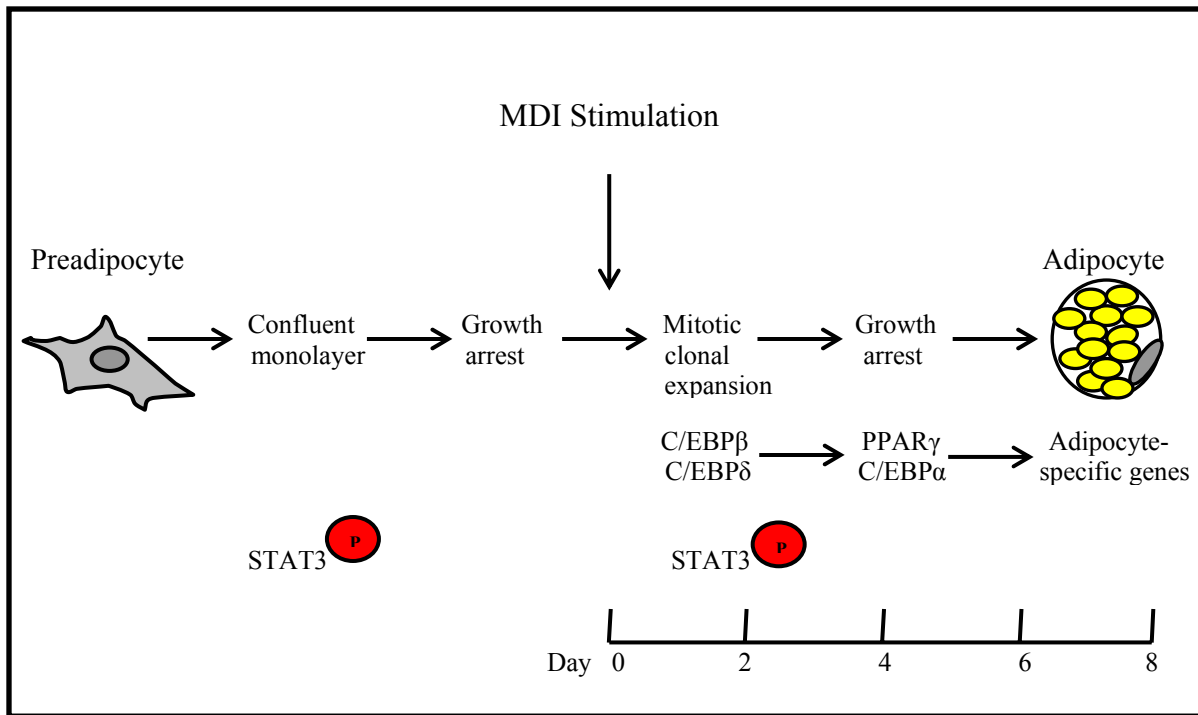 MDI Stimulation
Preadipocyte
Adipocyte
Confluent
monolayer
Growth
arrest
Mitotic
clonal
expansion
Growth
arrest
C/EBPβ
C/EBPδ
PPARγ
C/EBPα
Adipocyte-
specific genes
STAT3 P
STAT3 P
Day 0 2 4 6 8